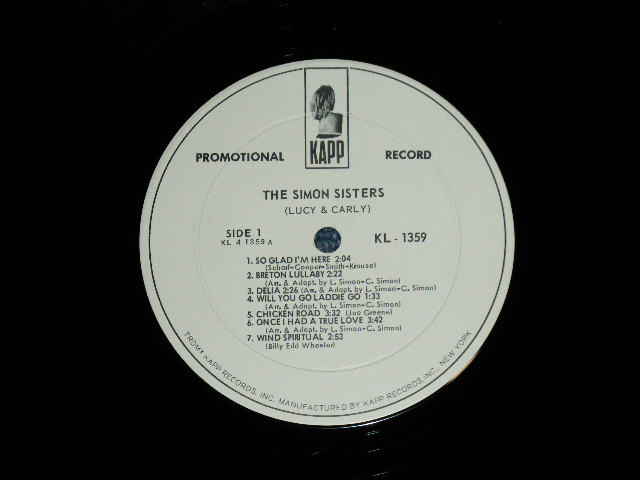 KAPP
PROMOTIONAL RECORD
THE SIMON SISTERS
(LUCY & CARLY)
SIDE 1
KL 4 1359 A
KL - 1359
1. SO GLAD I'M HERE 2:04
(Scharf-Cooper-Smith-Krause)
2. BRETON LULLABY 2:22
(Arr. & Adapt. by L. Simon-C. Simon)
3. DELIA 2:26 (Arr. & Adapt. by L. Simon-C. Simon)
4. WILL YOU GO LADDIE GO 1:33
(Arr. & Adapt. by L. Simon-C. Simon)
5. CHICKEN ROAD 3:32 (Joe Greene)
6. ONCE I HAD A TRUE LOVE 3:42
(Arr. & Adapt. by L. Simon-C. Simon)
7. WIND SPIRITUAL 2:53
(Billy Edd Wheeler)
TRDMK KAPP RECORDS, INC. MANUFACTURED BY KAPP RECORDS, INC., NEW YORK